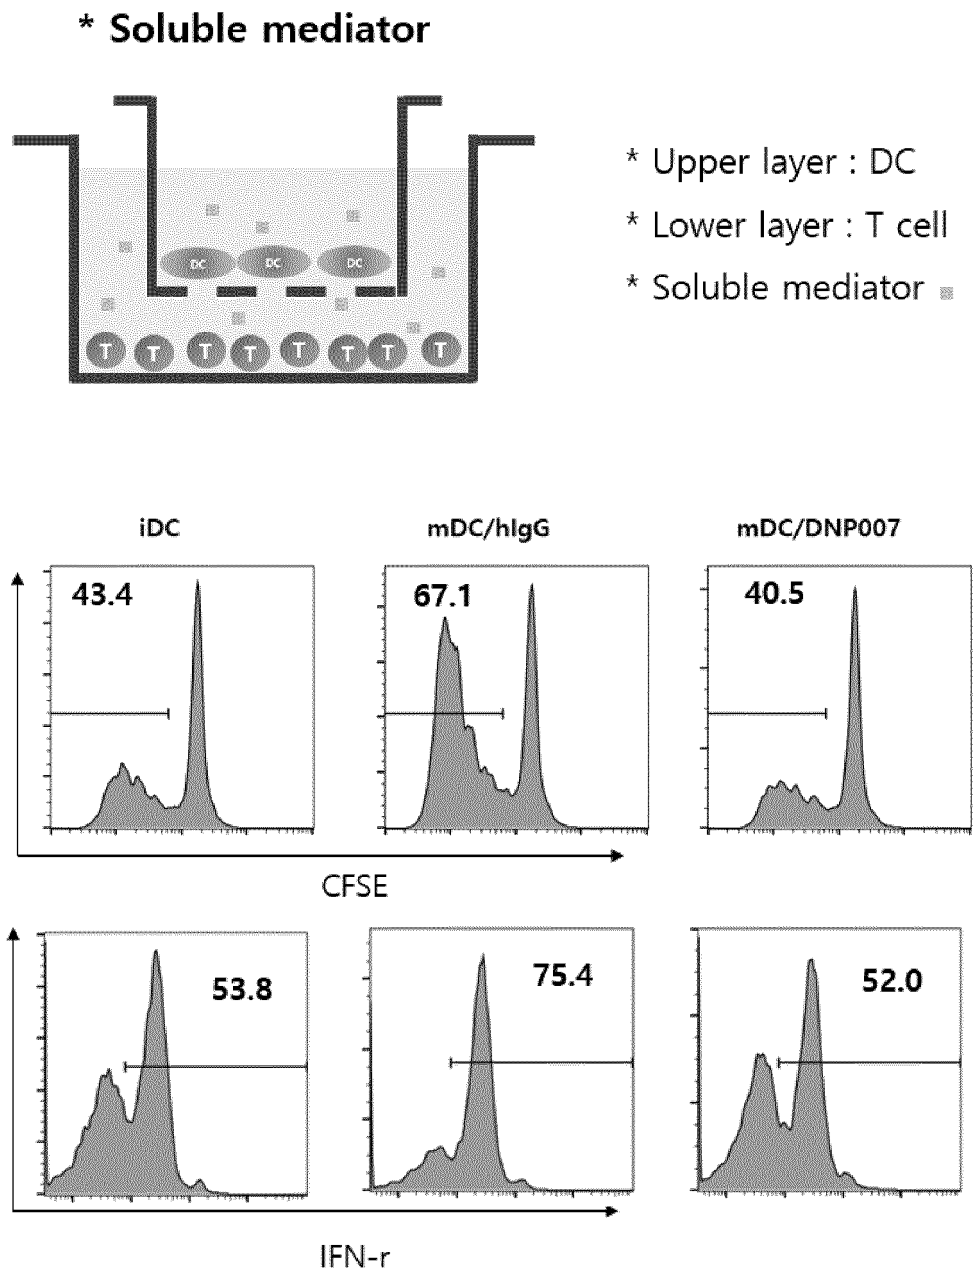 * Soluble mediator
* Upper layer : DC
* Lower layer : T cell
* Soluble mediator
DC DC DC
T T T T T T T T
iDC mDC/hIgG mDC/DNP007
43.4 67.1 40.5
CFSE
53.8 75.4 52.0
IFN-r